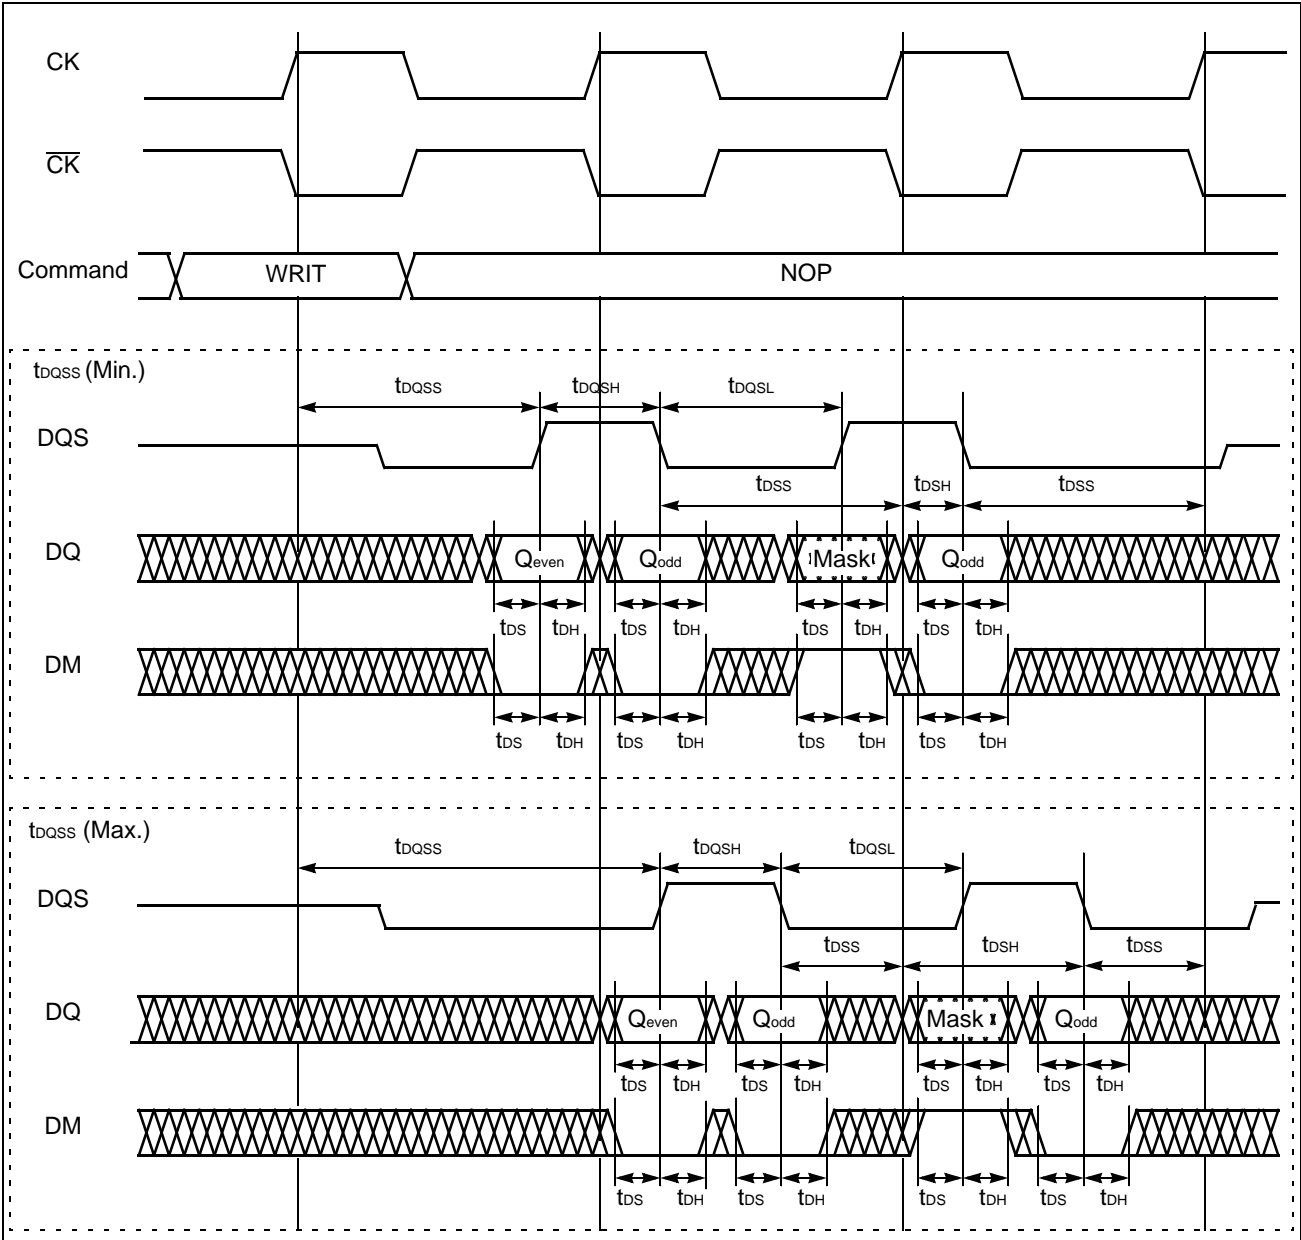 CK
CK
Command
WRIT
NOP
tDQSS (Min.)
tDQSS
tDQSH
tDQSL
DQS
tDSS
tDSH
tDSS
DQ
Qeven
Qodd
Mask
Qodd
tDS
tDH
tDS
tDH
tDS
tDH
tDS
tDH
DM
tDS
tDH
tDS
tDH
tDS
tDH
tDS
tDH
tDQSS (Max.)
tDQSS
tDQSH
tDQSL
DQS
tDSS
tDSH
tDSS
DQ
Qeven
Qodd
Mask
Qodd
tDS
tDH
tDS
tDH
tDS
tDH
tDS
tDH
DM
tDS
tDH
tDS
tDH
tDS
tDH
tDS
tDH